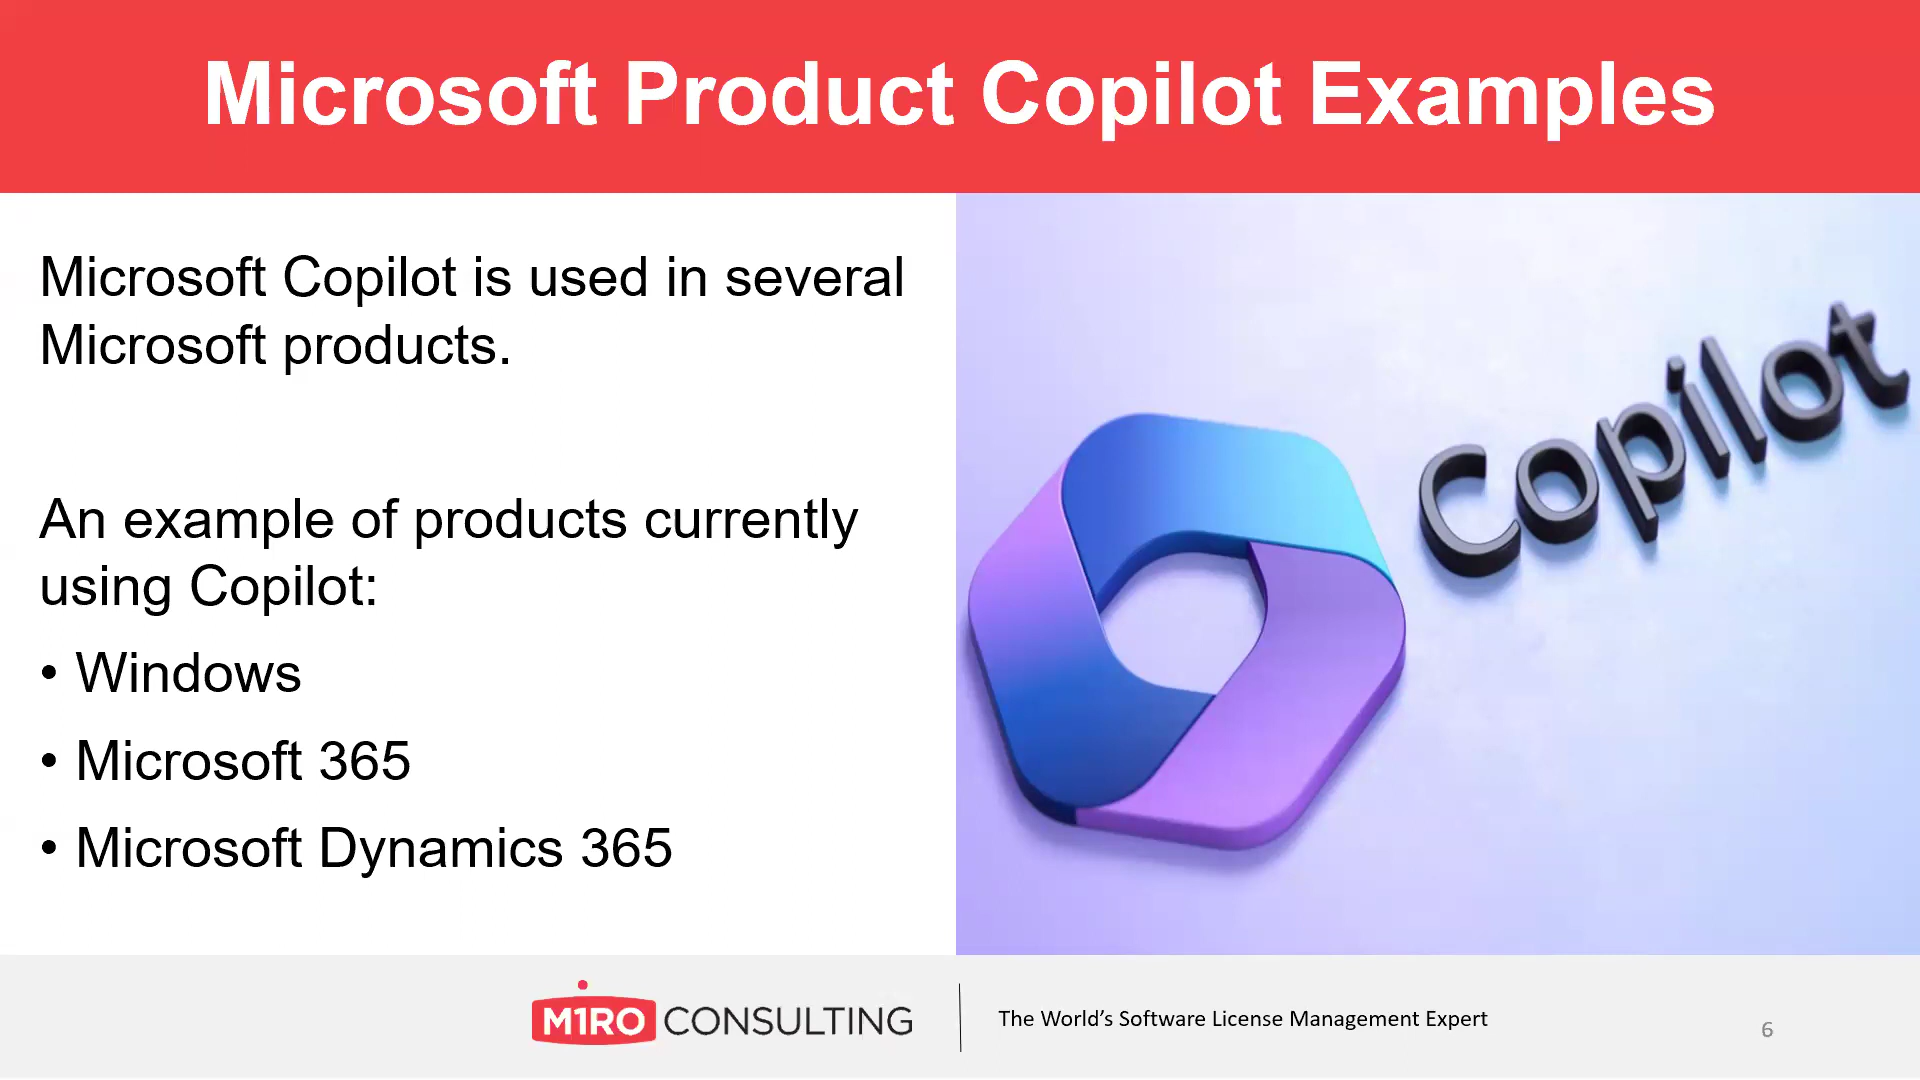 Microsoft Product Copilot Examples
Microsoft Copilot is used in several
Microsoft products.
An example of products currently
using Copilot:
• Windows
• Microsoft 365
• Microsoft Dynamics 365
Copilot
M1RO CONSULTING
The World's Software License Management Expert
6